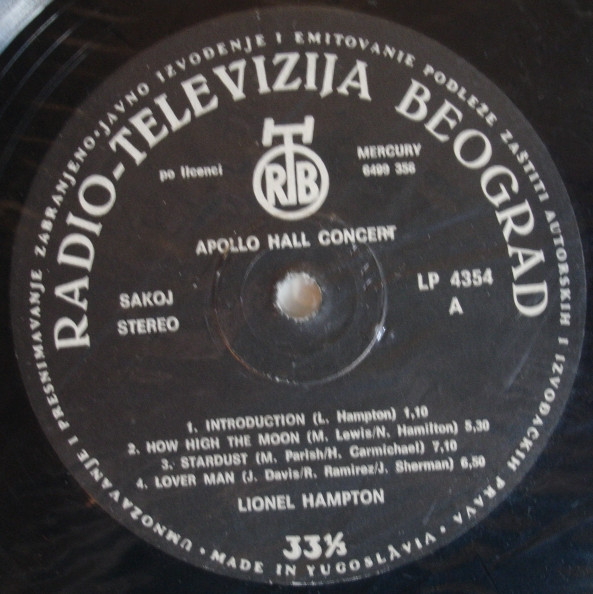 UMNOŽAVANJE I PRESNIMAVANJE ZABRANJENO • JAVNO IZVOĐENJE I EMITOVANJE PODLEŽE ZAŠTITI AUTORSKIH I IZVOĐAČKIH PRAVA • MADE IN YUGOSLAVIA •
RADIO-TELEVIZIJA BEOGRAD
po licenci
RTB
MERCURY
6499 356
APOLLO HALL CONCERT
SAKOJ
STEREO
LP 4354
A
1. INTRODUCTION (L. Hampton) 1,10
2. HOW HIGH THE MOON (M. Lewis/N. Hamilton) 5,30
3. STARDUST (M. Parish/H. Carmichael) 7,10
4. LOVER MAN (J. Davis/R. Ramirez/J. Sherman) 6,50
LIONEL HAMPTON
33⅓